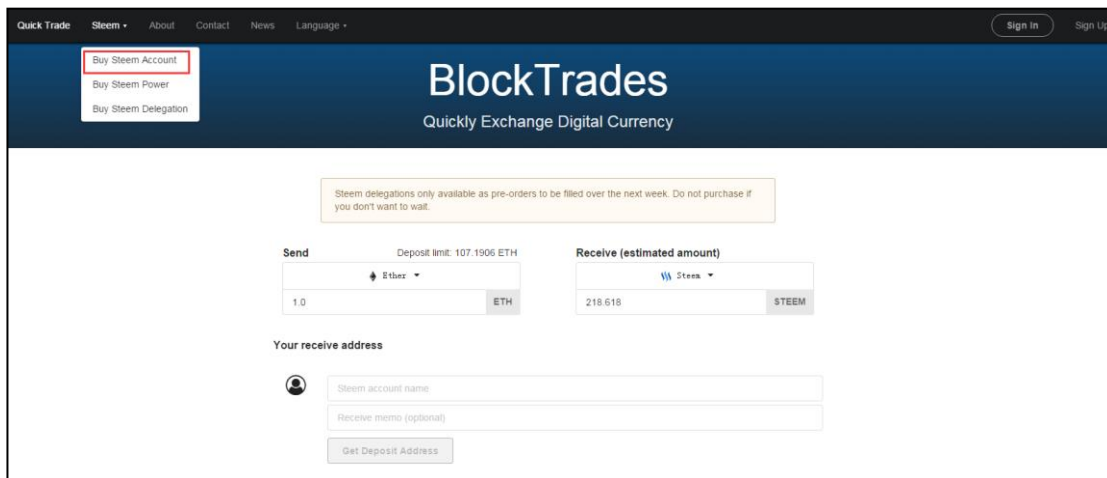 Quick Trade Steem About Contact News Language Sign In Sign Up
Buy Steem Account
Buy Steem Power
Buy Steem Delegation
BlockTrades
Quickly Exchange Digital Currency
Steem delegations only available as pre-orders to be filled over the next week. Do not purchase if
you don't want to wait.
Send Deposit limit: 107.1906 ETH Receive (estimated amount)
Ether Steem
1.0 ETH 218.618 STEEM
Your receive address
Steem account name
Receive memo (optional)
Get Deposit Address